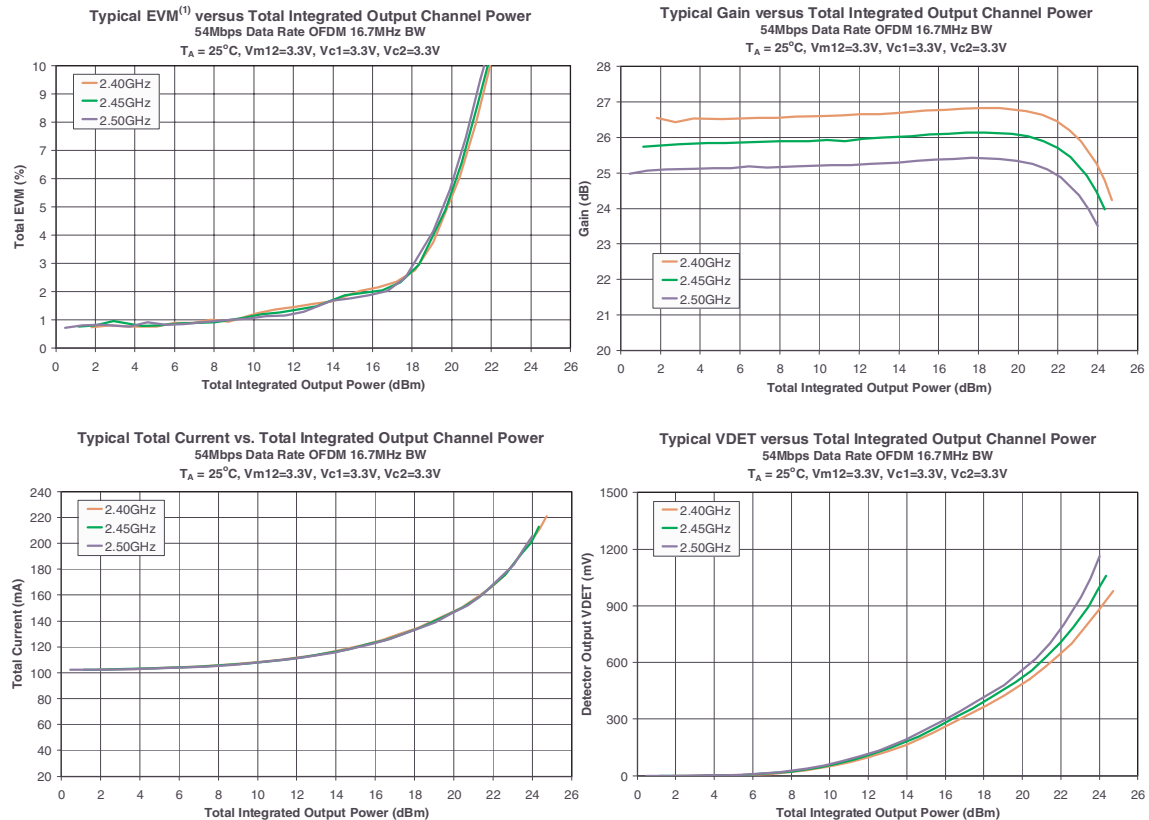 Typical EVM(1) versus Total Integrated Output Channel Power
54Mbps Data Rate OFDM 16.7MHz BW
TA = 25°C, Vm12=3.3V, Vc1=3.3V, Vc2=3.3V
10
9
8
7
6
5
4
3
2
1
0
Total EVM (%)
2.40GHz
2.45GHz
2.50GHz
0 2 4 6 8 10 12 14 16 18 20 22 24 26
Total Integrated Output Power (dBm)
Typical Gain versus Total Integrated Output Channel Power
54Mbps Data Rate OFDM 16.7MHz BW
TA = 25°C, Vm12=3.3V, Vc1=3.3V, Vc2=3.3V
28
27
26
25
24
23
22
21
20
Gain (dB)
2.40GHz
2.45GHz
2.50GHz
0 2 4 6 8 10 12 14 16 18 20 22 24 26
Total Integrated Output Power (dBm)
Typical Total Current vs. Total Integrated Output Channel Power
54Mbps Data Rate OFDM 16.7MHz BW
TA = 25°C, Vm12=3.3V, Vc1=3.3V, Vc2=3.3V
240
220
200
180
160
140
120
100
80
60
40
20
Total Current (mA)
2.40GHz
2.45GHz
2.50GHz
0 2 4 6 8 10 12 14 16 18 20 22 24 26
Total Integrated Output Power (dBm)
Typical VDET versus Total Integrated Output Channel Power
54Mbps Data Rate OFDM 16.7MHz BW
TA = 25°C, Vm12=3.3V, Vc1=3.3V, Vc2=3.3V
1500
1200
900
600
300
0
Detector Output VDET (mV)
2.40GHz
2.45GHz
2.50GHz
0 2 4 6 8 10 12 14 16 18 20 22 24 26
Total Integrated Output Power (dBm)